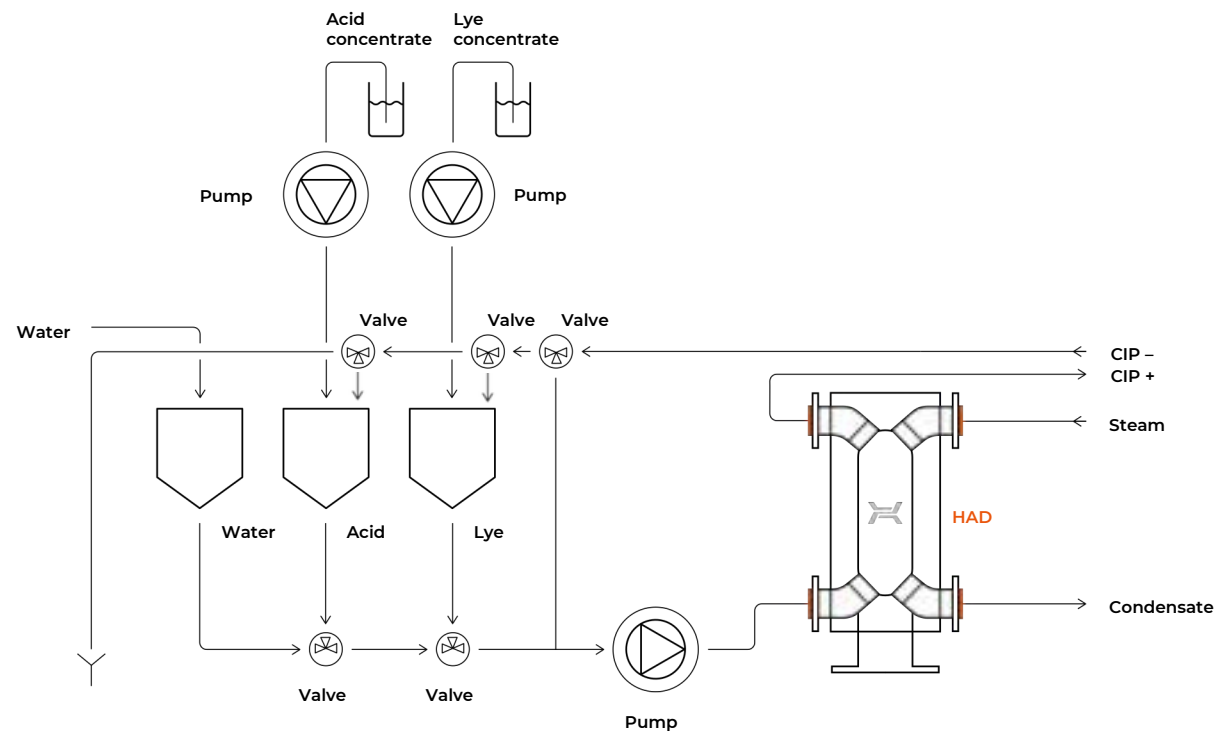 Acid
concentrate
Lye
concentrate
Pump
Pump
Water
Valve
Valve
Valve
CIP –
CIP +
Steam
HAD
Water
Acid
Lye
Condensate
Valve
Valve
Pump